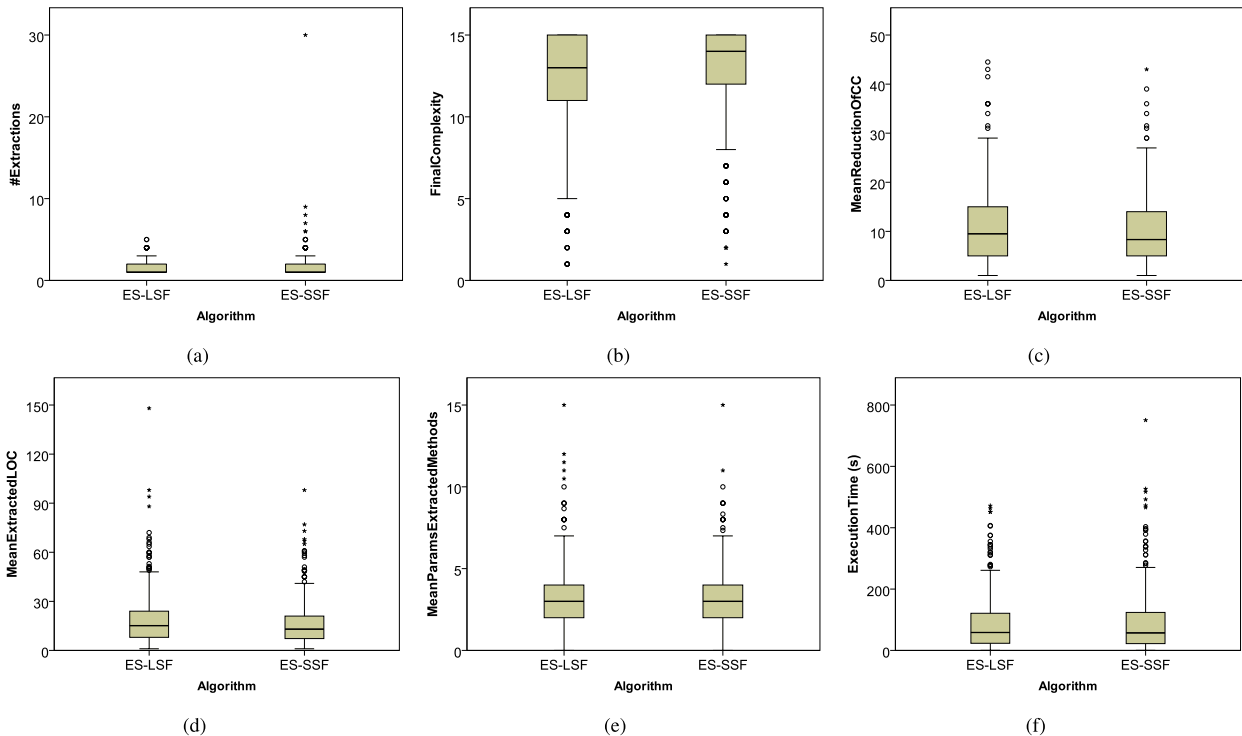 #Extractions
30
20
10
0
ES-LSF ES-SSF
Algorithm
(a)
FinalComplexity
15
10
5
0
ES-LSF ES-SSF
Algorithm
(b)
MeanReductionOfCC
50
40
30
20
10
0
ES-LSF ES-SSF
Algorithm
(c)
MeanExtractedLOC
150
120
90
60
30
0
ES-LSF ES-SSF
Algorithm
(d)
MeanParamsExtractedMethods
15
10
5
0
ES-LSF ES-SSF
Algorithm
(e)
ExecutionTime (s)
800
600
400
200
0
ES-LSF ES-SSF
Algorithm
(f)